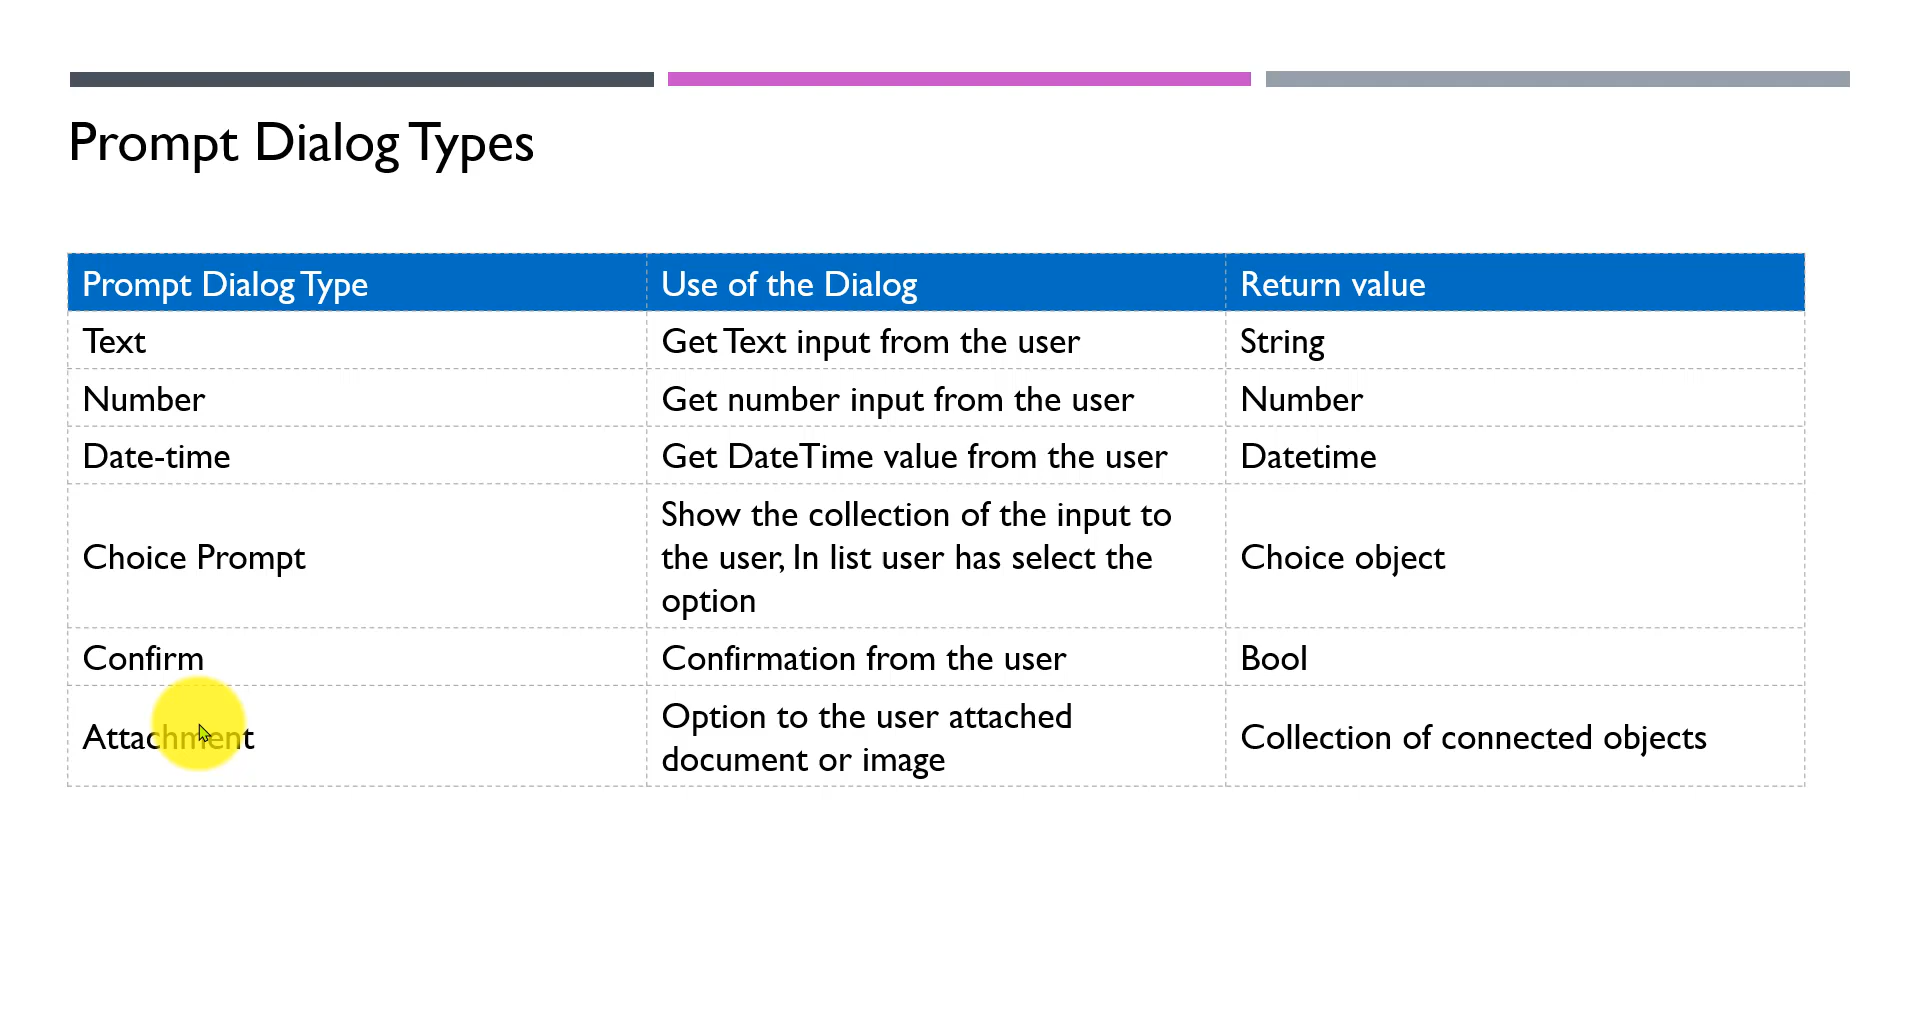 Prompt Dialog Types
Prompt Dialog Type Use of the Dialog Return value
Text Get Text input from the user String
Number Get number input from the user Number
Date-time Get DateTime value from the user Datetime
Choice Prompt Show the collection of the input to
the user, In list user has select the
option Choice object
Confirm Confirmation from the user Bool
Attachment Option to the user attached
document or image Collection of connected objects